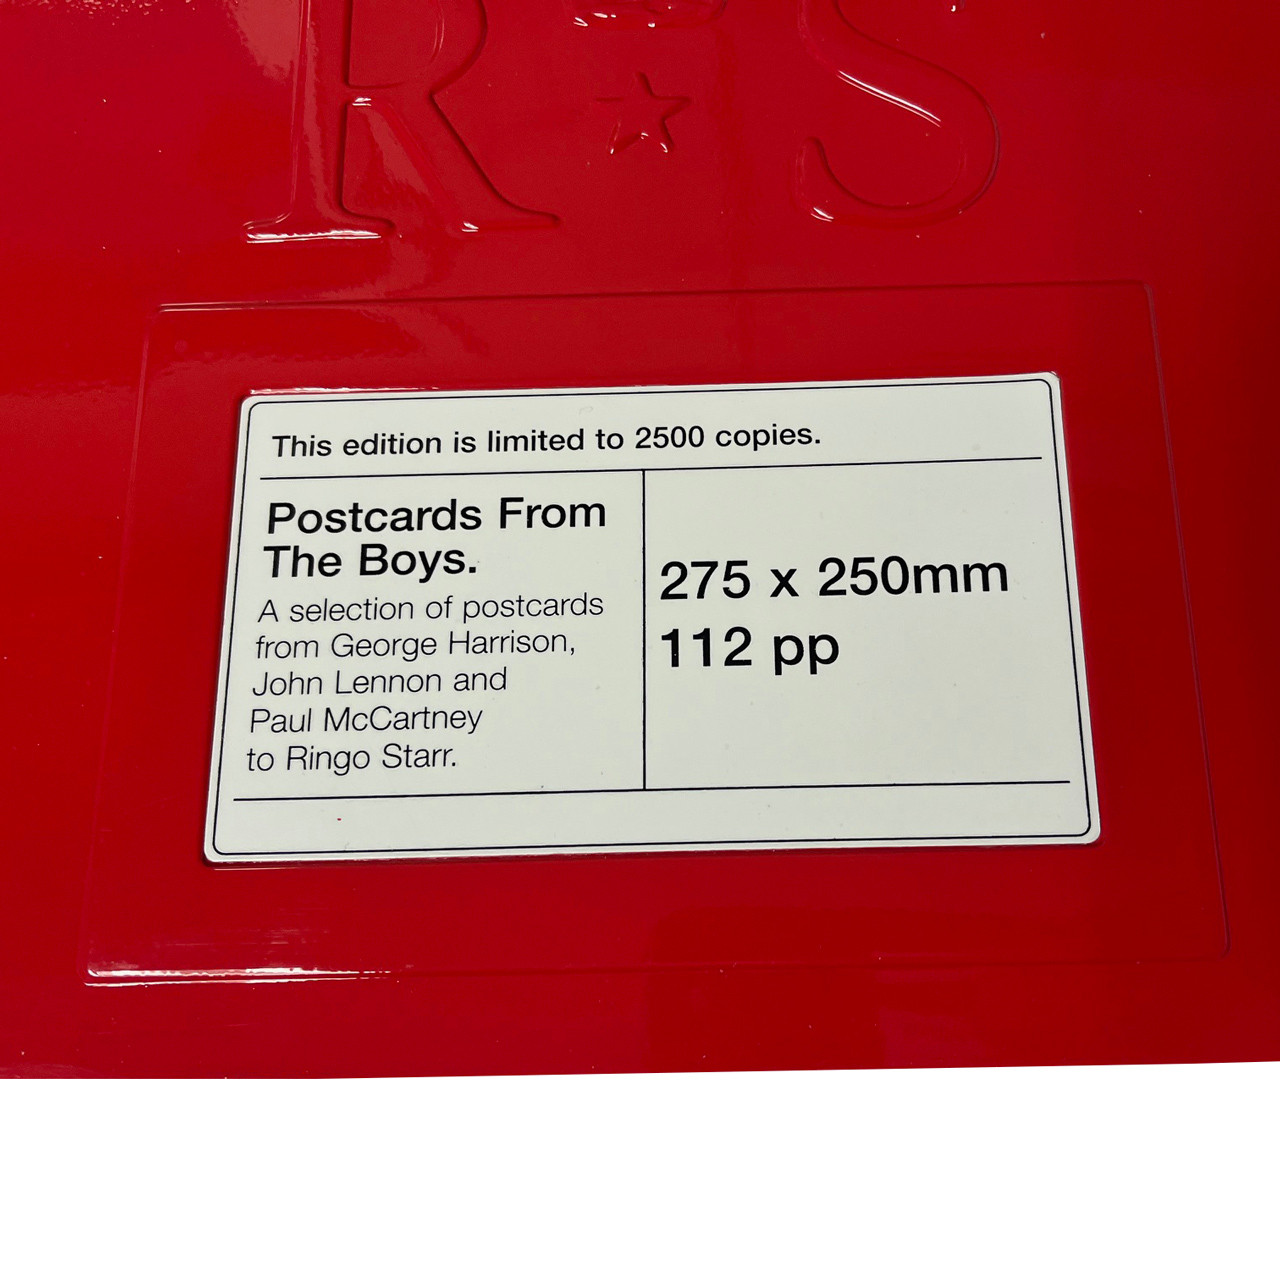 R S
This edition is limited to 2500 copies.
Postcards From
The Boys.
A selection of postcards
from George Harrison,
John Lennon and
Paul McCartney
to Ringo Starr.
275 x 250mm
112 pp